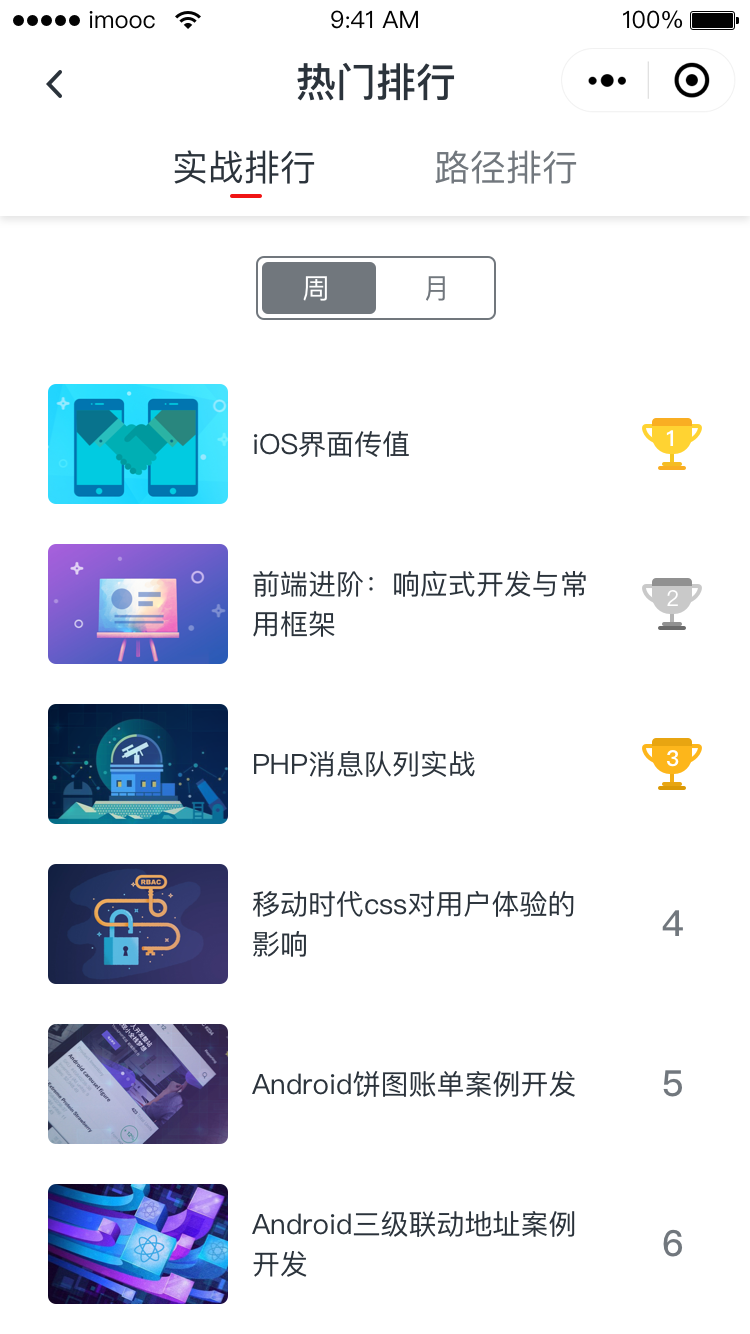 imooc 9:41 AM 100%
热门排行
实战排行 路径排行
周 月
iOS界面传值
1
前端进阶：响应式开发与常
用框架
2
PHP消息队列实战
3
RBAC
移动时代css对用户体验的
影响
4
Android carousel figure
Android饼图账单案例开发
5
Android三级联动地址案例
开发
6